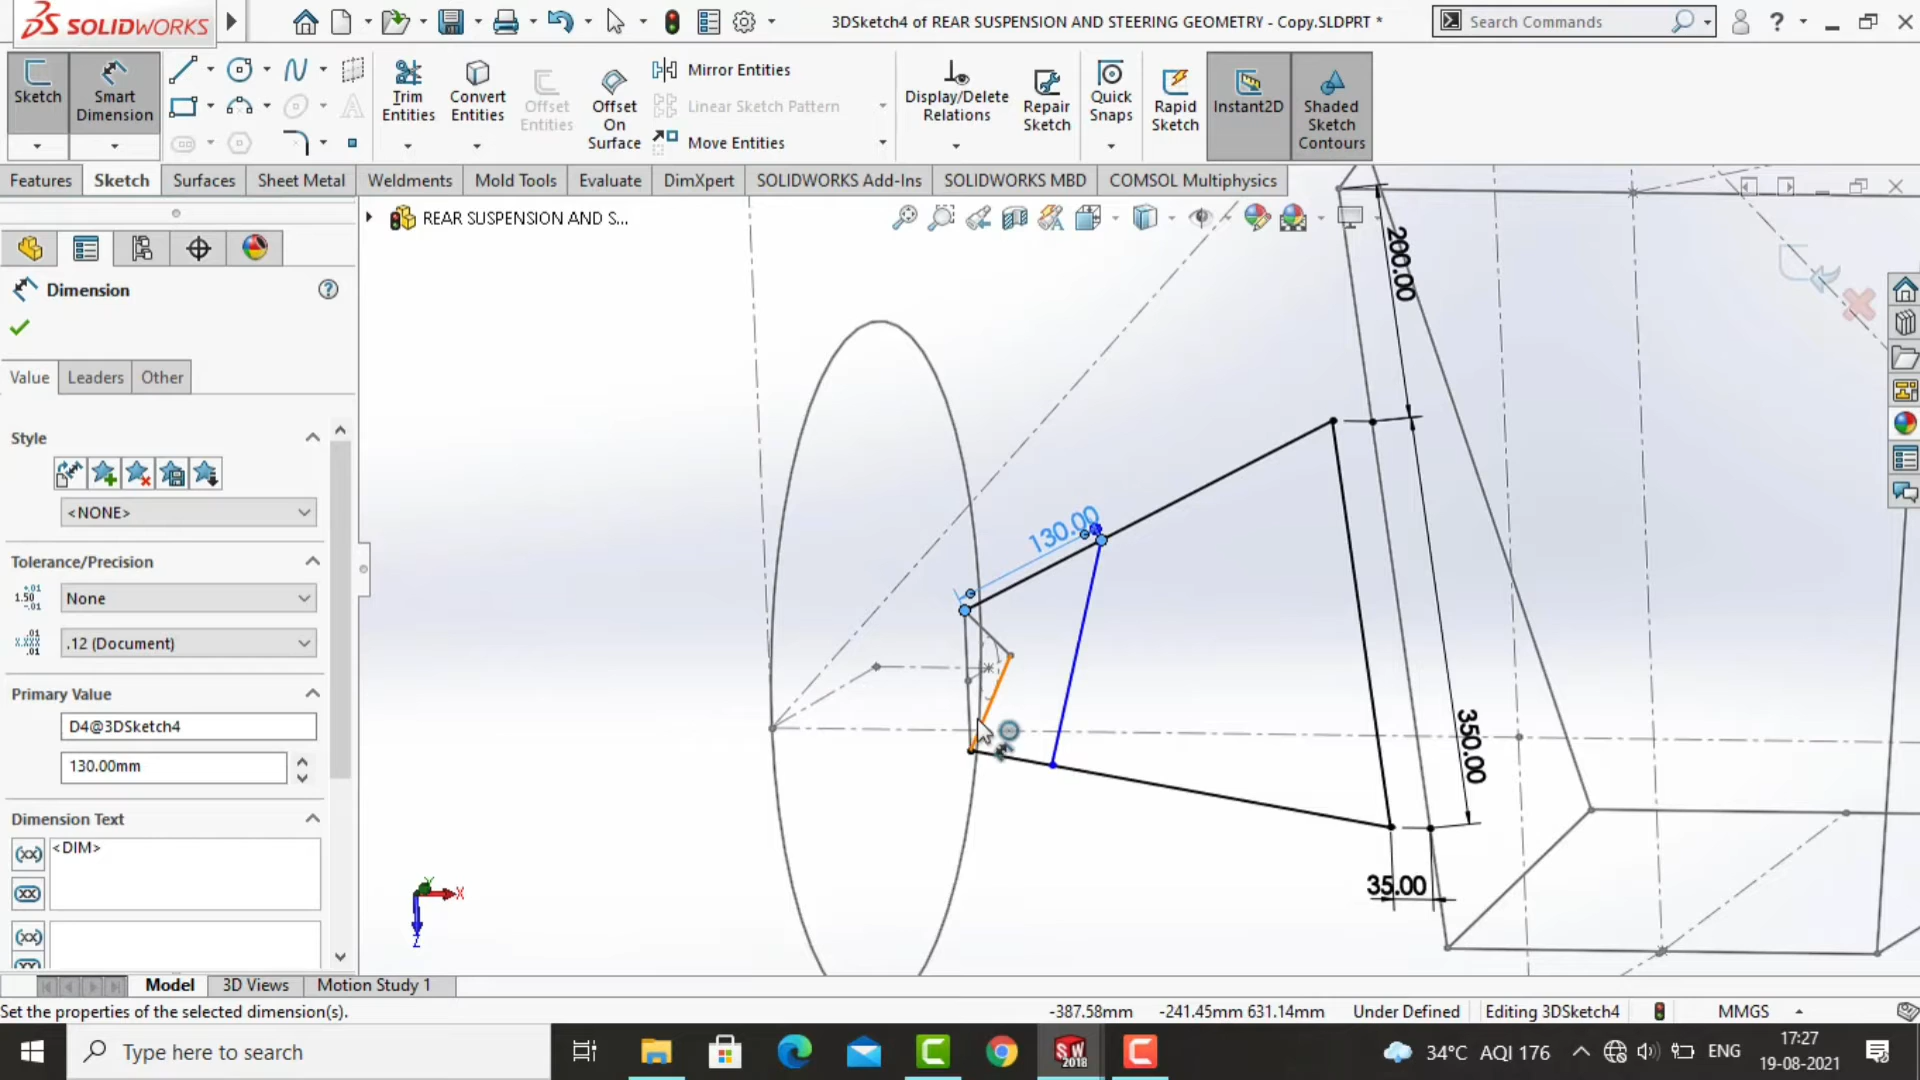 SOLIDWORKS
3DSketch4 of REAR SUSPENSION AND STEERING GEOMETRY - Copy.SLDPRT *
Search Commands
Sketch
Smart
Dimension
Trim
Entities
Convert
Entities
Offset
Entities
Offset
On
Surface
Mirror Entities
Linear Sketch Pattern
Move Entities
Display/Delete
Relations
Repair
Sketch
Quick
Snaps
Rapid
Sketch
Instant2D
Shaded
Sketch
Contours
Features
Sketch
Surfaces
Sheet Metal
Weldments
Mold Tools
Evaluate
DimXpert
SOLIDWORKS Add-Ins
SOLIDWORKS MBD
COMSOL Multiphysics
REAR SUSPENSION AND S...
Dimension
Value
Leaders
Other
Style
<NONE>
Tolerance/Precision
None
.12 (Document)
Primary Value
D4@3DSketch4
130.00mm
Dimension Text
<DIM>
200.00
130.00
350.00
35.00
X
Y
Z
Model
3D Views
Motion Study 1
Set the properties of the selected dimension(s).
-387.58mm
-241.45mm 631.14mm
Under Defined
Editing 3DSketch4
MMGS
Type here to search
SW
2018
34°C AQI 176
ENG
17:27
19-08-2021